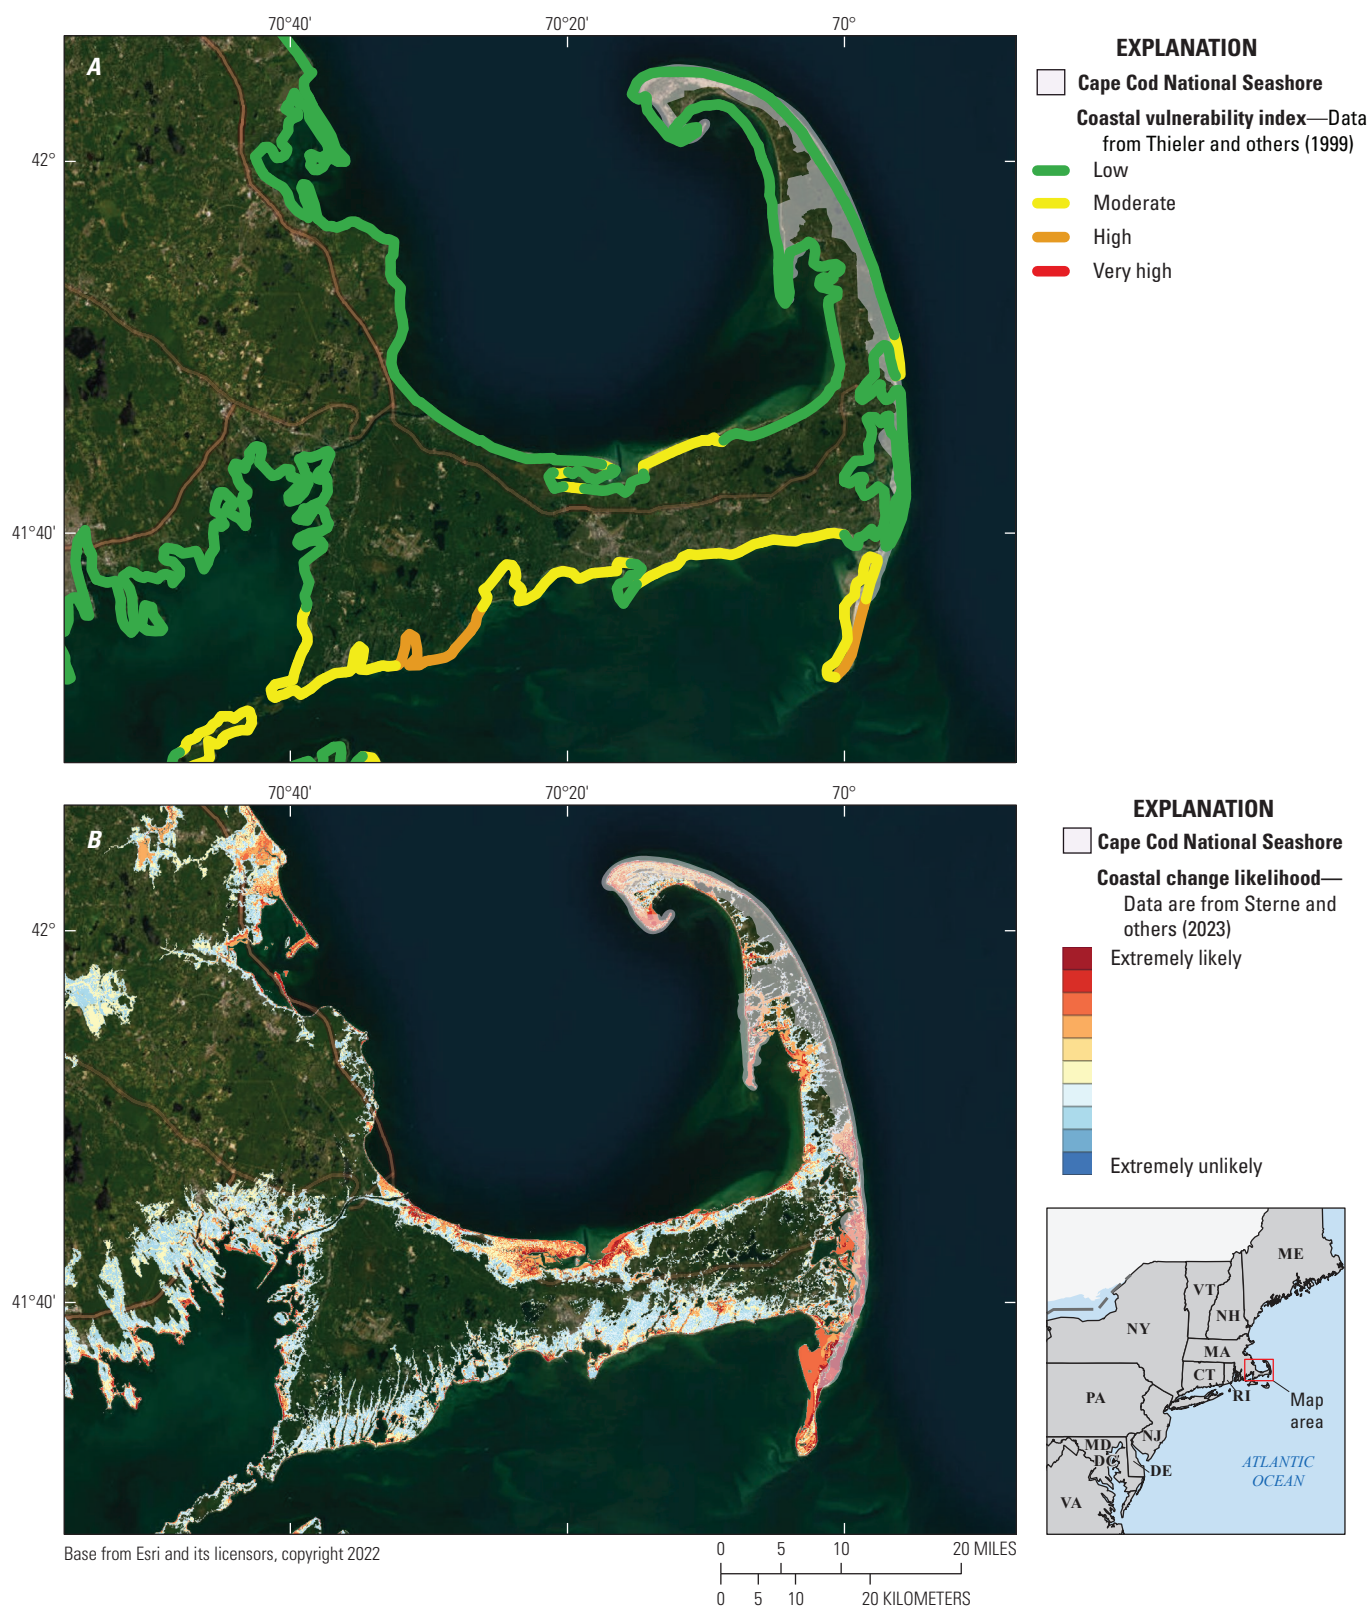 70°40'
70°20'
70°
A
42°
41°40'
EXPLANATION
Cape Cod National Seashore
Coastal vulnerability index—Data
from Thieler and others (1999)
Low
Moderate
High
Very high
70°40'
70°20'
70°
B
42°
41°40'
EXPLANATION
Cape Cod National Seashore
Coastal change likelihood—
Data are from Sterne and
others (2023)
Extremely likely
Extremely unlikely
ME
VT
NH
NY
MA
CT
RI
PA
Map
area
NJ
MD
DC
DE
VA
ATLANTIC
OCEAN
Base from Esri and its licensors, copyright 2022
0 5 10 20 MILES
0 5 10 20 KILOMETERS